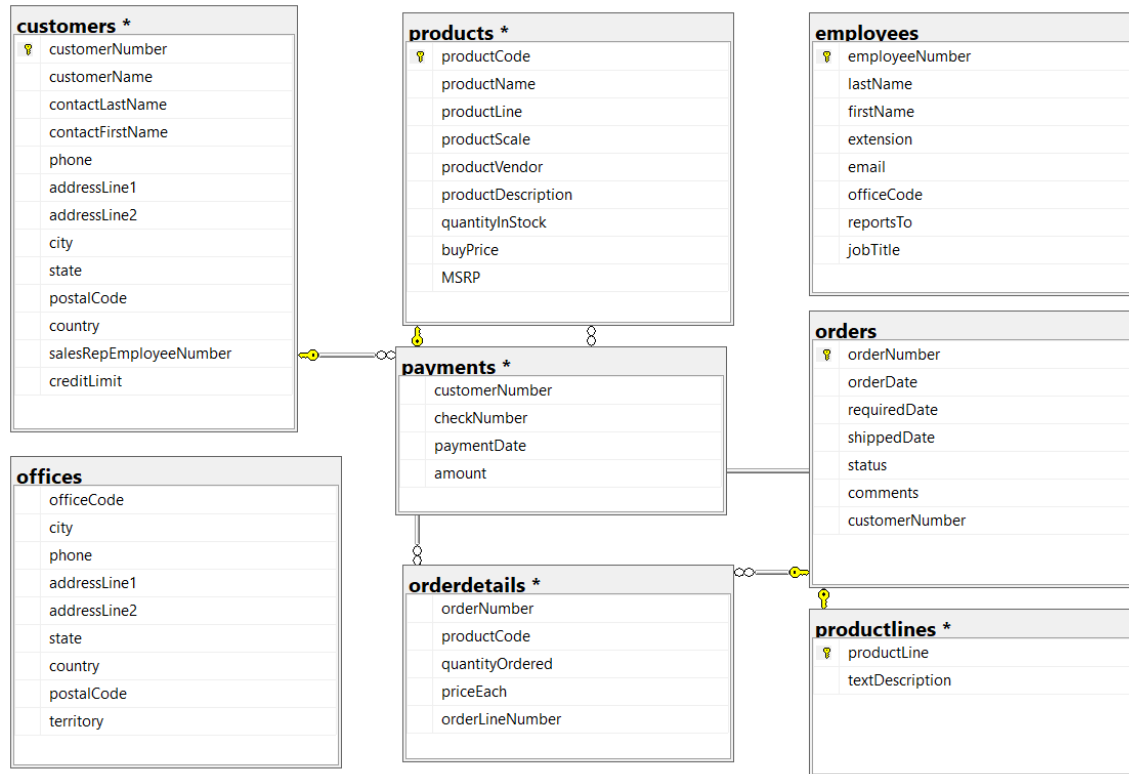 customers *
customerNumber
customerName
contactLastName
contactFirstName
phone
addressLine1
addressLine2
city
state
postalCode
country
salesRepEmployeeNumber
creditLimit
products *
productCode
productName
productLine
productScale
productVendor
productDescription
quantityInStock
buyPrice
MSRP
employees
employeeNumber
lastName
firstName
extension
email
officeCode
reportsTo
jobTitle
payments *
customerNumber
checkNumber
paymentDate
amount
orders
orderNumber
orderDate
requiredDate
shippedDate
status
comments
customerNumber
offices
officeCode
city
phone
addressLine1
addressLine2
state
country
postalCode
territory
orderdetails *
orderNumber
productCode
quantityOrdered
priceEach
orderLineNumber
productlines *
productLine
textDescription